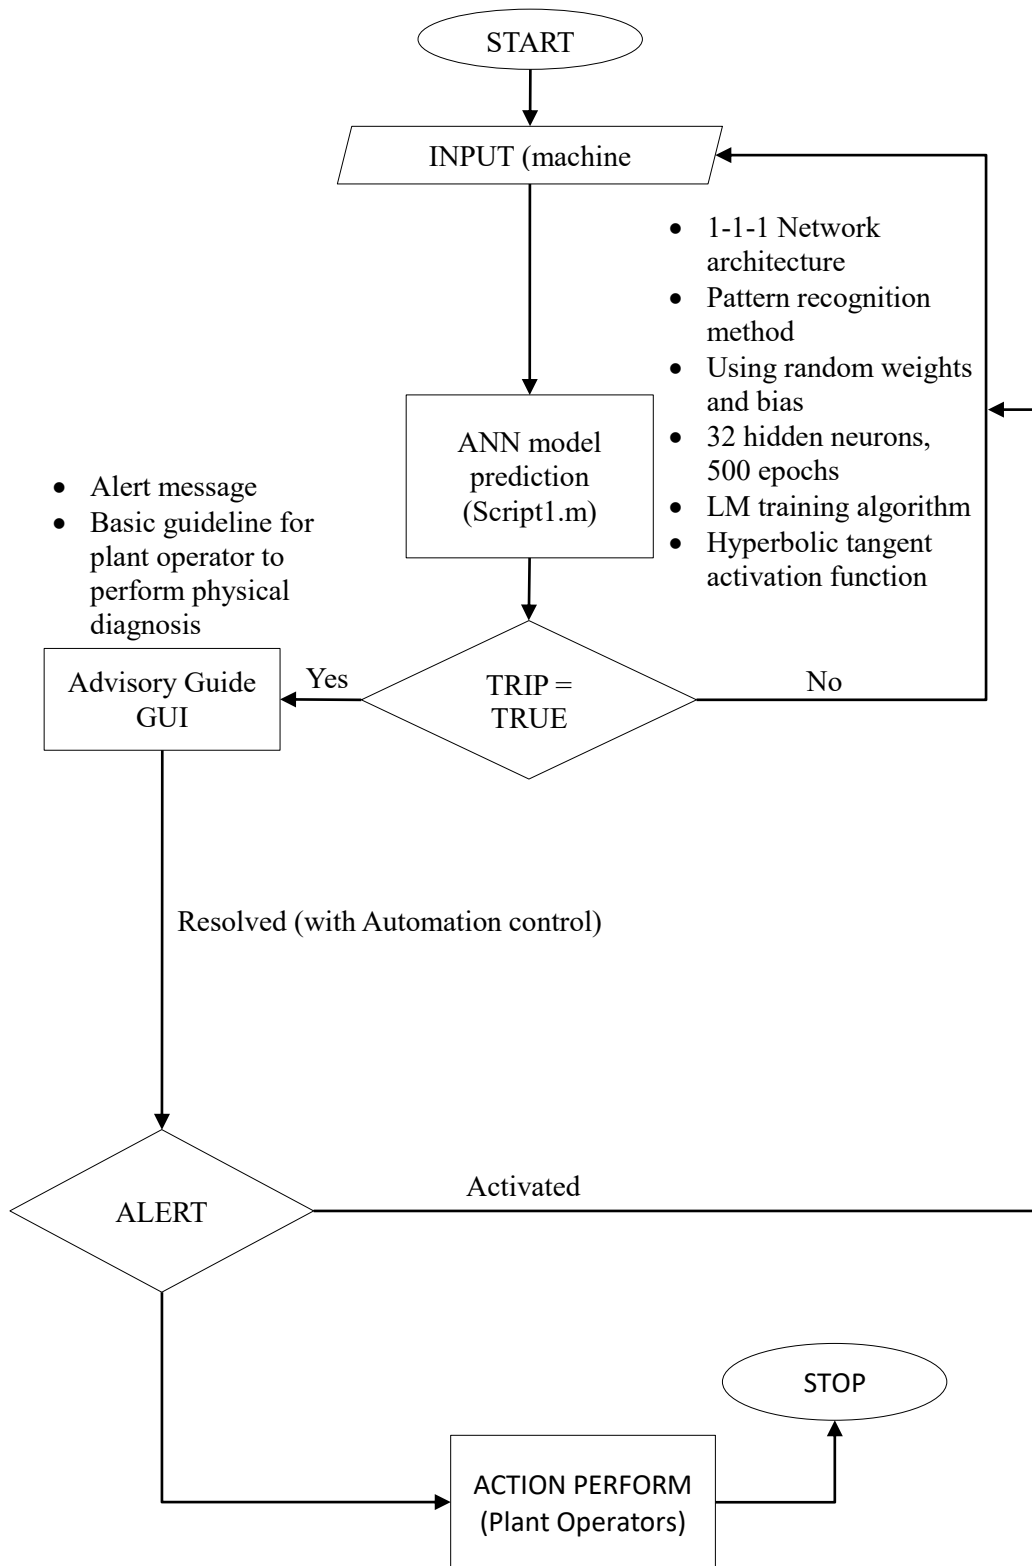 START
INPUT (machine
• 1-1-1 Network
architecture
• Pattern recognition
method
• Using random weights
and bias
• 32 hidden neurons,
500 epochs
• LM training algorithm
• Hyperbolic tangent
activation function
ANN model
prediction
(Script1.m)
• Alert message
• Basic guideline for
plant operator to
perform physical
diagnosis
Advisory Guide
GUI
Yes
TRIP =
TRUE
No
Resolved (with Automation control)
ALERT
Activated
STOP
ACTION PERFORM
(Plant Operators)